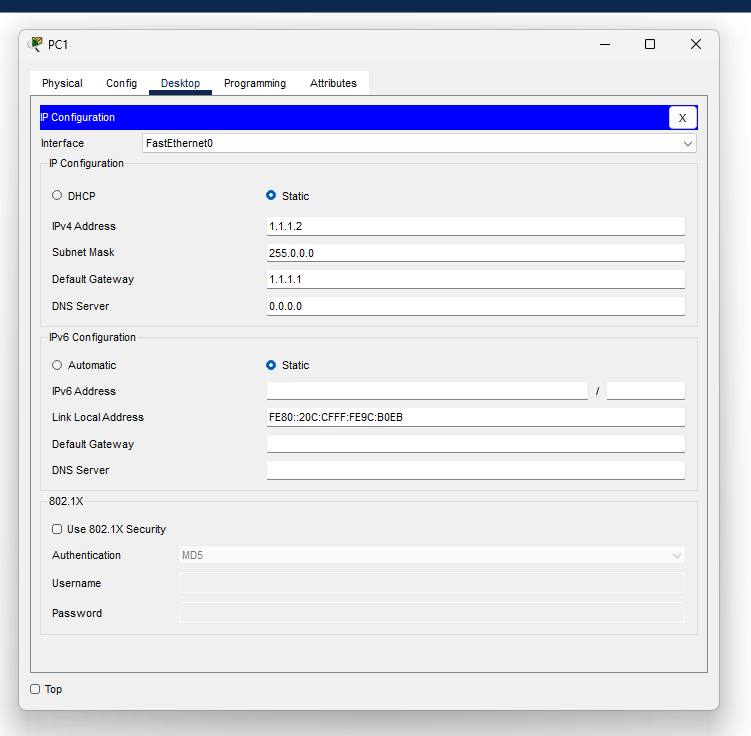 PC1
Physical Config Desktop Programming Attributes
IP Configuration X
Interface FastEthernet0
IP Configuration
DHCP Static
IPv4 Address 1.1.1.2
Subnet Mask 255.0.0.0
Default Gateway 1.1.1.1
DNS Server 0.0.0.0
IPv6 Configuration
Automatic Static
IPv6 Address /
Link Local Address FE80::20C:CFFF:FE9C:B0EB
Default Gateway
DNS Server
802.1X
Use 802.1X Security
Authentication MD5
Username
Password
Top